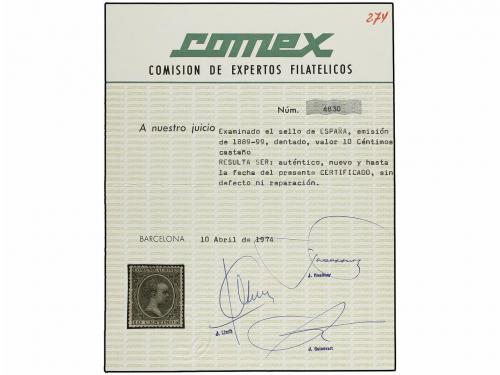 274
comex
COMISION DE EXPERTOS FILATELICOS
Núm. 4830
A nuestro juicio Examinado el sello de ESPAÑA, emisión
de 1889-99, dentado, valor 10 Céntimos
castaño
RESULTA SER: auténtico, nuevo y hasta
la fecha del presente CERTIFICADO, sin
defecto ni reparación.
BARCELONA 10 Abril de 1974
J. Llach